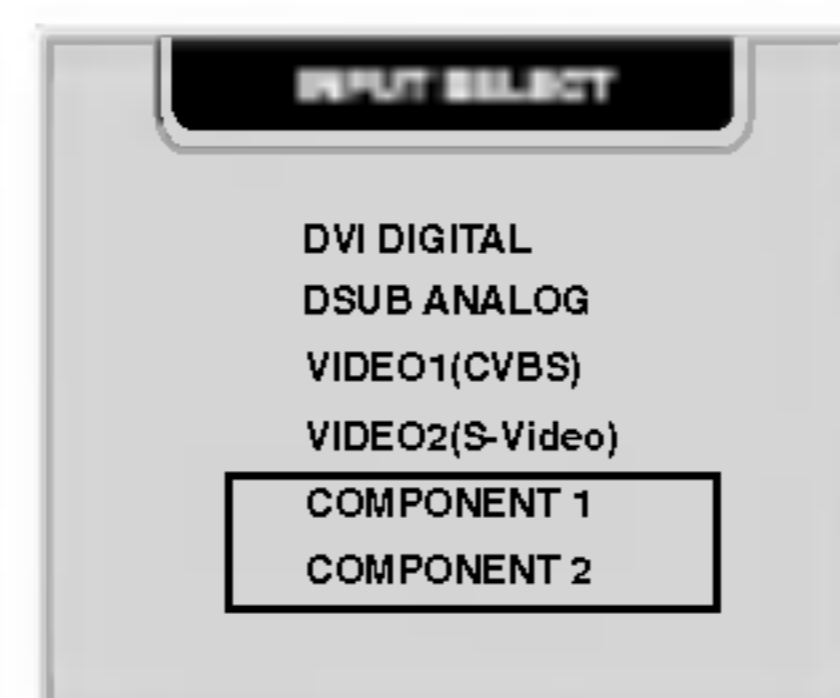 INPUT SELECT
DVI DIGITAL
DSUB ANALOG
VIDEO1(CVBS)
VIDEO2(S-Video)
COMPONENT 1
COMPONENT 2